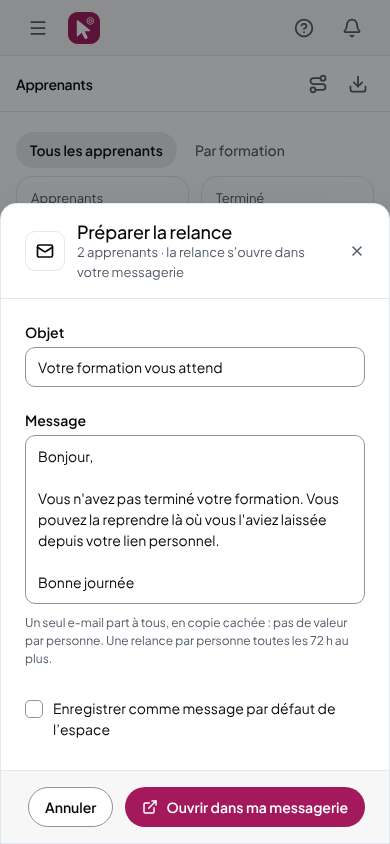 Apprenants
Tous les apprenants
Par formation
Apprenants
Terminé
Préparer la relance
2 apprenants · la relance s'ouvre dans
votre messagerie
Objet
Votre formation vous attend
Message
Bonjour,
Vous n'avez pas terminé votre formation. Vous
pouvez la reprendre là où vous l'aviez laissée
depuis votre lien personnel.
Bonne journée
Un seul e-mail part à tous, en copie cachée : pas de valeur
par personne. Une relance par personne toutes les 72 h au
plus.
Enregistrer comme message par défaut de
l'espace
Annuler
Ouvrir dans ma messagerie